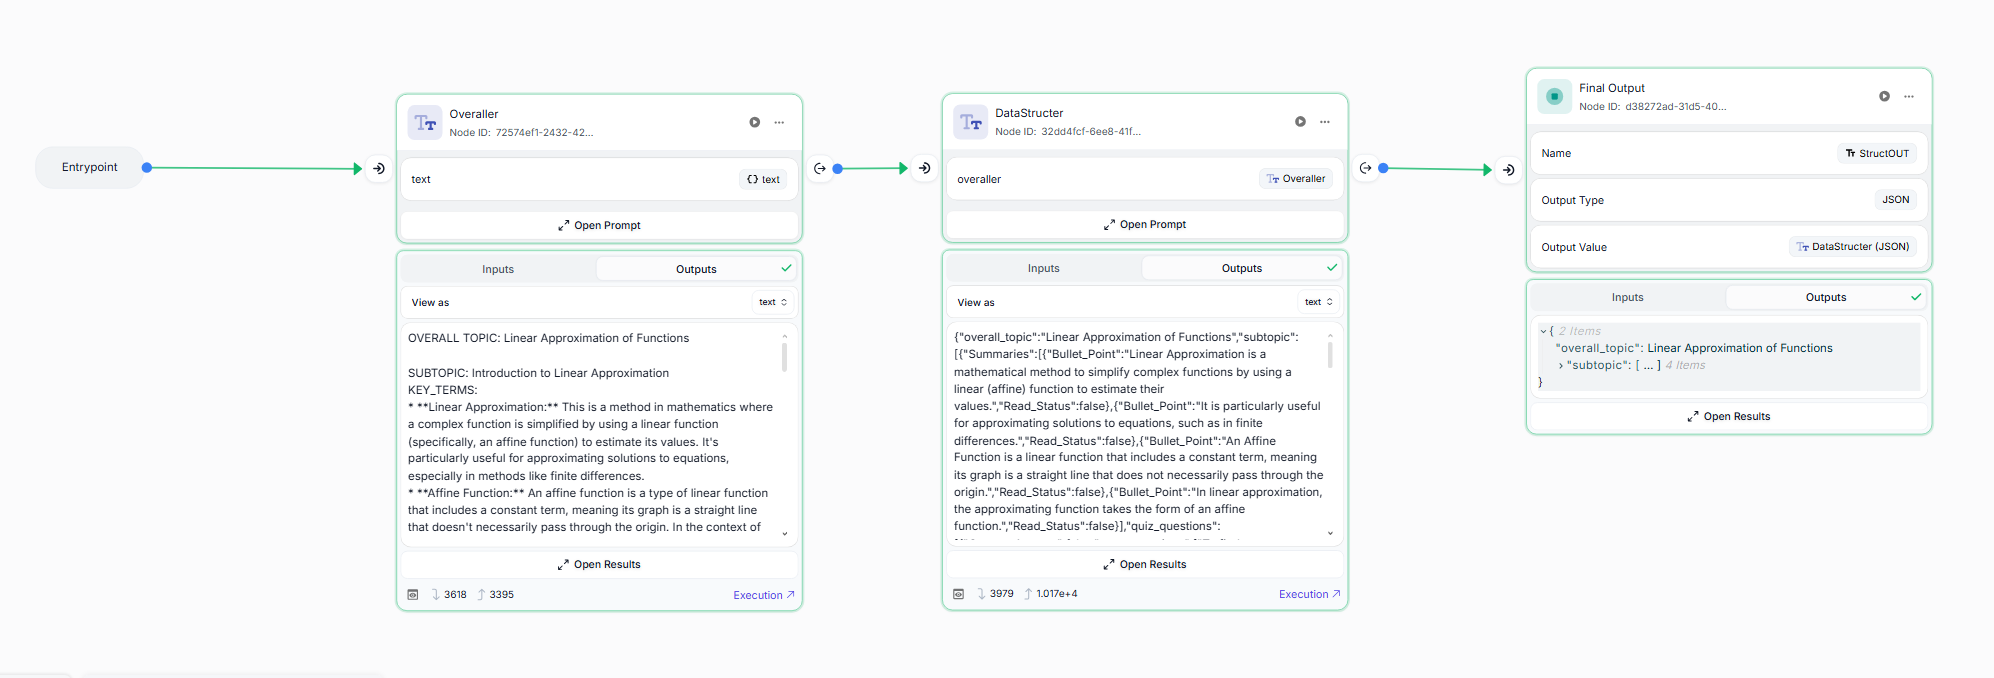 Entrypoint
Overaller
Node ID: 72574ef1-2432-42...
text
text
Open Prompt
Inputs
Outputs
View as
text
OVERALL TOPIC: Linear Approximation of Functions
SUBTOPIC: Introduction to Linear Approximation
KEY_TERMS:
* **Linear Approximation:** This is a method in mathematics where
a complex function is simplified by using a linear function
(specifically, an affine function) to estimate its values. It's
particularly useful for approximating solutions to equations,
especially in methods like finite differences.
* **Affine Function:** An affine function is a type of linear function
that includes a constant term, meaning its graph is a straight line
that doesn't necessarily pass through the origin. In the context of
Open Results
3618 3395
Execution
DataStructer
Node ID: 32dd4fcf-6ee8-41f...
overaller
Overaller
Open Prompt
Inputs
Outputs
View as
text
{"overall_topic":"Linear Approximation of Functions","subtopic":
[{"Summaries":[{"Bullet_Point":"Linear Approximation is a
mathematical method to simplify complex functions by using a
linear (affine) function to estimate their
values.","Read_Status":false},{"Bullet_Point":"It is particularly useful
for approximating solutions to equations, such as in finite
differences.","Read_Status":false},{"Bullet_Point":"An Affine
Function is a linear function that includes a constant term, meaning
its graph is a straight line that does not necessarily pass through the
origin.","Read_Status":false},{"Bullet_Point":"In linear approximation,
the approximating function takes the form of an affine
function.","Read_Status":false}],"quiz_questions":
Open Results
3979 1.017e+4
Execution
Final Output
Node ID: d38272ad-31d5-40...
Name
StructOUT
Output Type
JSON
Output Value
DataStructer (JSON)
Inputs
Outputs
{ 2 Items
"overall_topic": Linear Approximation of Functions
"subtopic": [ ... ] 4 Items
}
Open Results